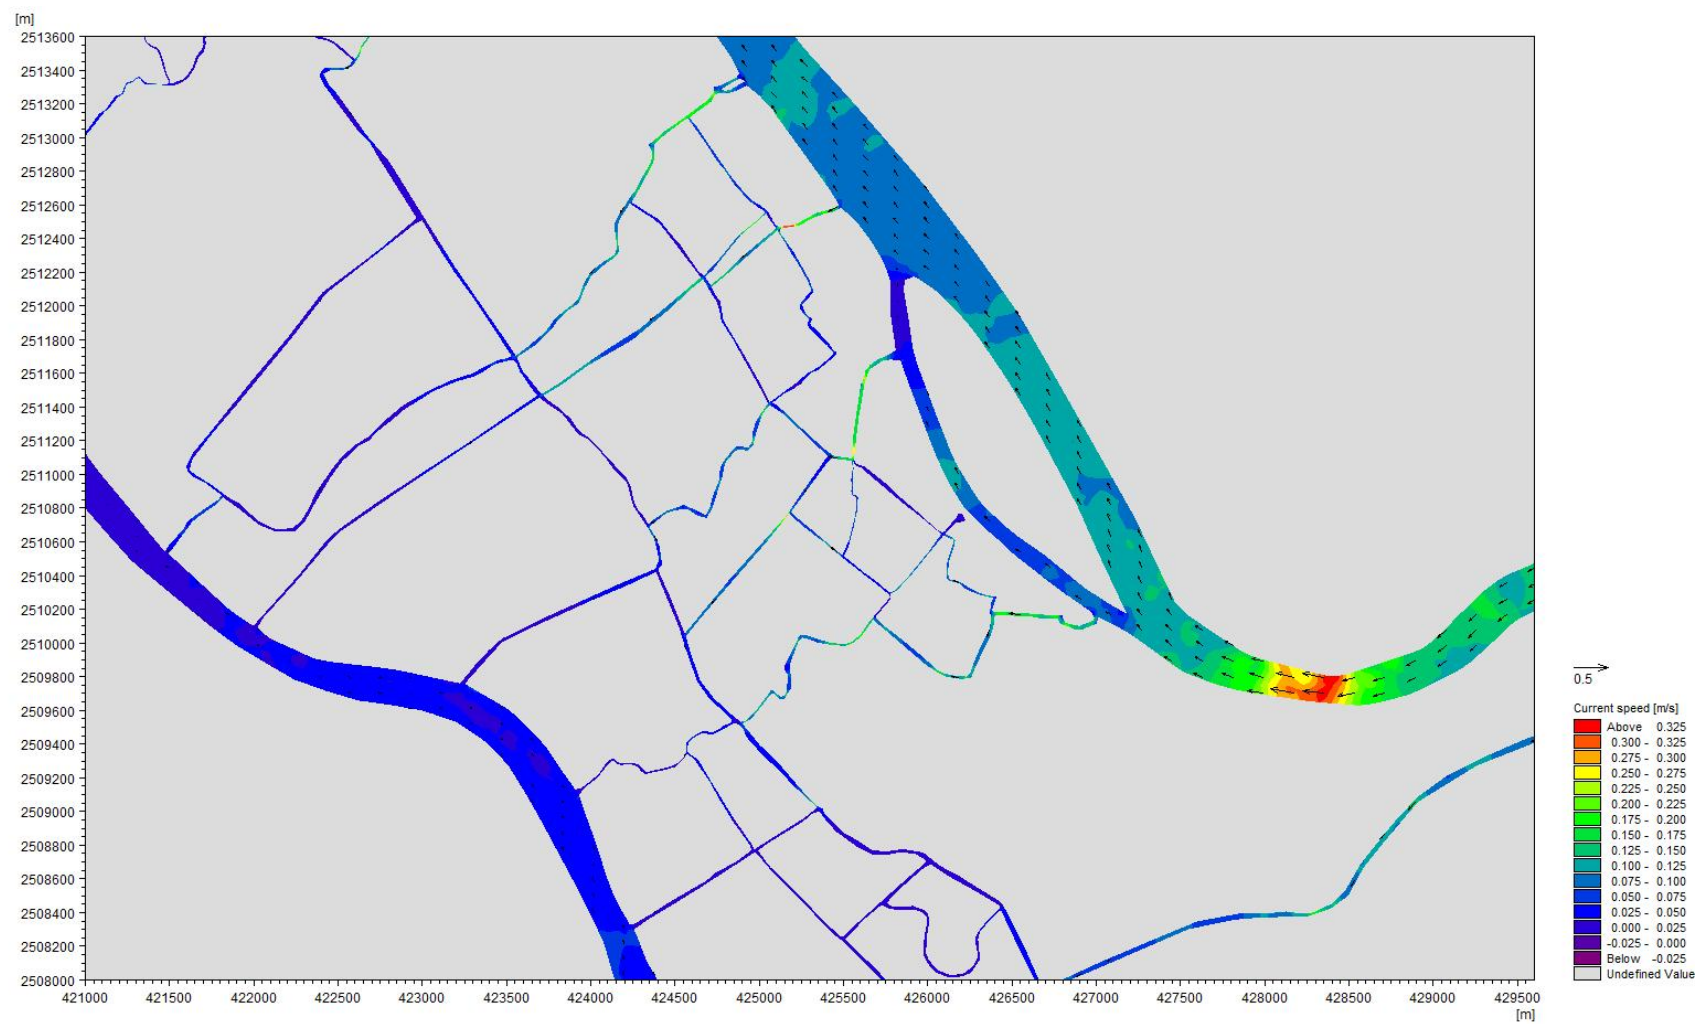 [m]
2513600
2513400
2513200
2513000
2512800
2512600
2512400
2512200
2512000
2511800
2511600
2511400
2511200
2511000
2510800
2510600
2510400
2510200
2510000
2509800
2509600
2509400
2509200
2509000
2508800
2508600
2508400
2508200
2508000
421000 421500 422000 422500 423000 423500 424000 424500 425000 425500 426000 426500 427000 427500 428000 428500 429000 429500
[m]
0.5
Current speed [m/s]
Above 0.325
0.300 - 0.325
0.275 - 0.300
0.250 - 0.275
0.225 - 0.250
0.200 - 0.225
0.175 - 0.200
0.150 - 0.175
0.125 - 0.150
0.100 - 0.125
0.075 - 0.100
0.050 - 0.075
0.025 - 0.050
0.000 - 0.025
-0.025 - 0.000
Below -0.025
Undefined Value